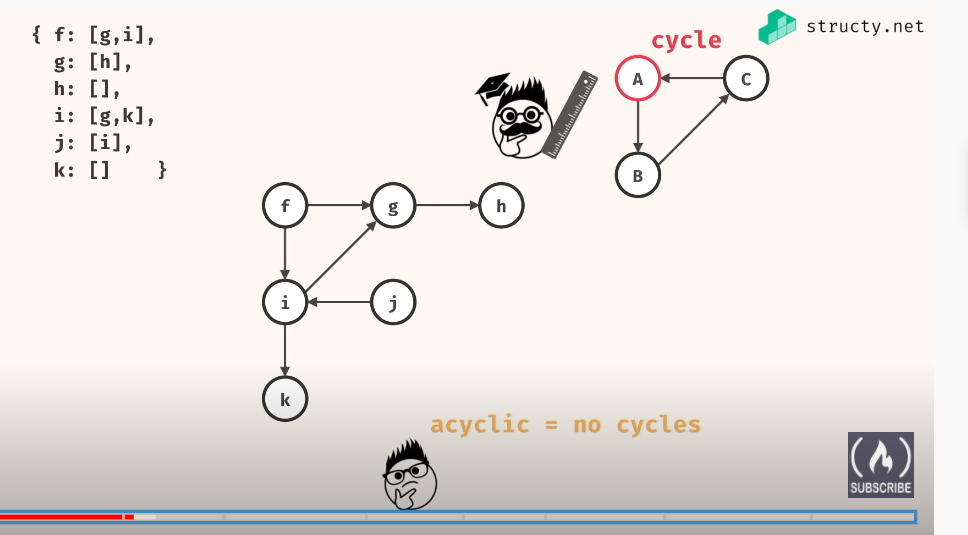 { f: [g,i],
g: [h],
h: [],
i: [g,k],
j: [i],
k: [] }
cycle
structy.net
A
C
B
f
g
h
i
j
k
acyclic = no cycles
SUBSCRIBE